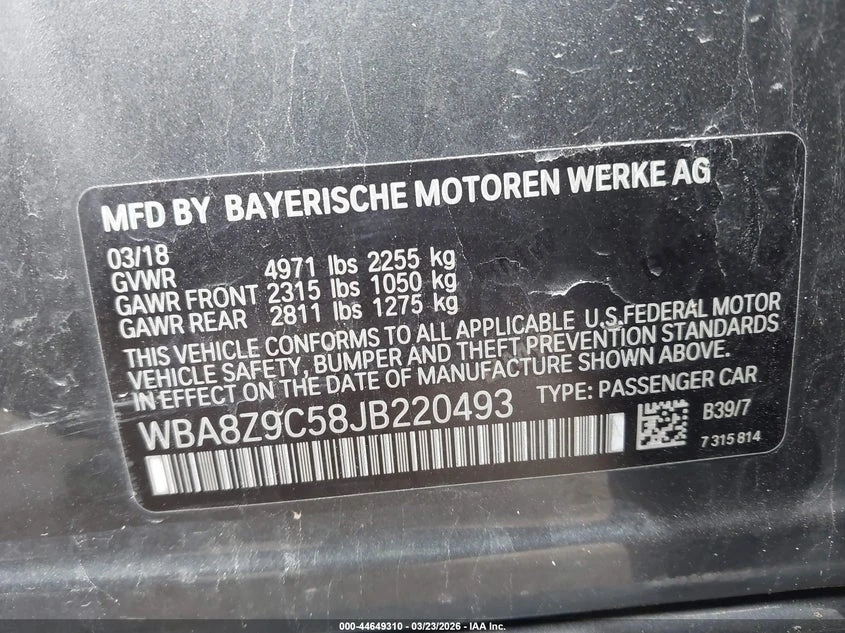 MFD BY BAYERISCHE MOTOREN WERKE AG
03/18
GVWR 4971 lbs 2255 kg
GAWR FRONT 2315 lbs 1050 kg
GAWR REAR 2811 lbs 1275 kg
THIS VEHICLE CONFORMS TO ALL APPLICABLE U.S.FEDERAL MOTOR
VEHICLE SAFETY, BUMPER AND THEFT PREVENTION STANDARDS
IN EFFECT ON THE DATE OF MANUFACTURE SHOWN ABOVE.
WBA8Z9C58JB220493 TYPE: PASSENGER CAR
B39/7
7 315 814
000-44649310 - 03/23/2026 - IAA Inc.